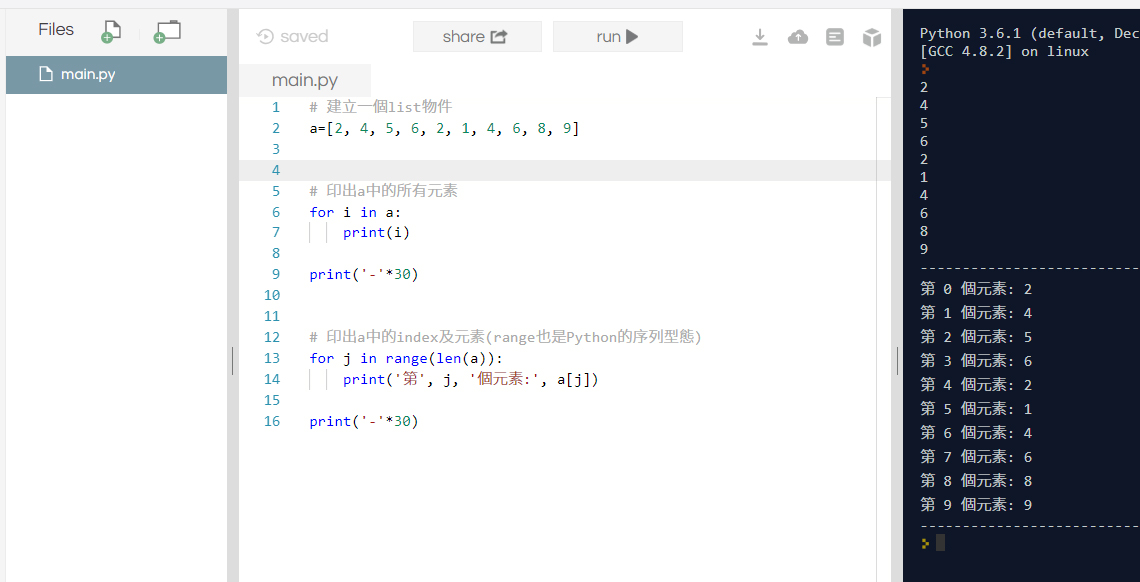 Files
main.py
saved
share
run
main.py
1 # 建立一個list物件
2 a=[2, 4, 5, 6, 2, 1, 4, 6, 8, 9]
3
4
5 # 印出a中的所有元素
6 for i in a:
7 print(i)
8
9 print('-'*30)
10
11
12 # 印出a中的index及元素(range也是Python的序列型態)
13 for j in range(len(a)):
14 print('第', j, '個元素:', a[j])
15
16 print('-'*30)
Python 3.6.1 (default, Dec
[GCC 4.8.2] on linux
2
4
5
6
2
1
4
6
8
9
--------------------------
第 0 個元素: 2
第 1 個元素: 4
第 2 個元素: 5
第 3 個元素: 6
第 4 個元素: 2
第 5 個元素: 1
第 6 個元素: 4
第 7 個元素: 6
第 8 個元素: 8
第 9 個元素: 9
--------------------------